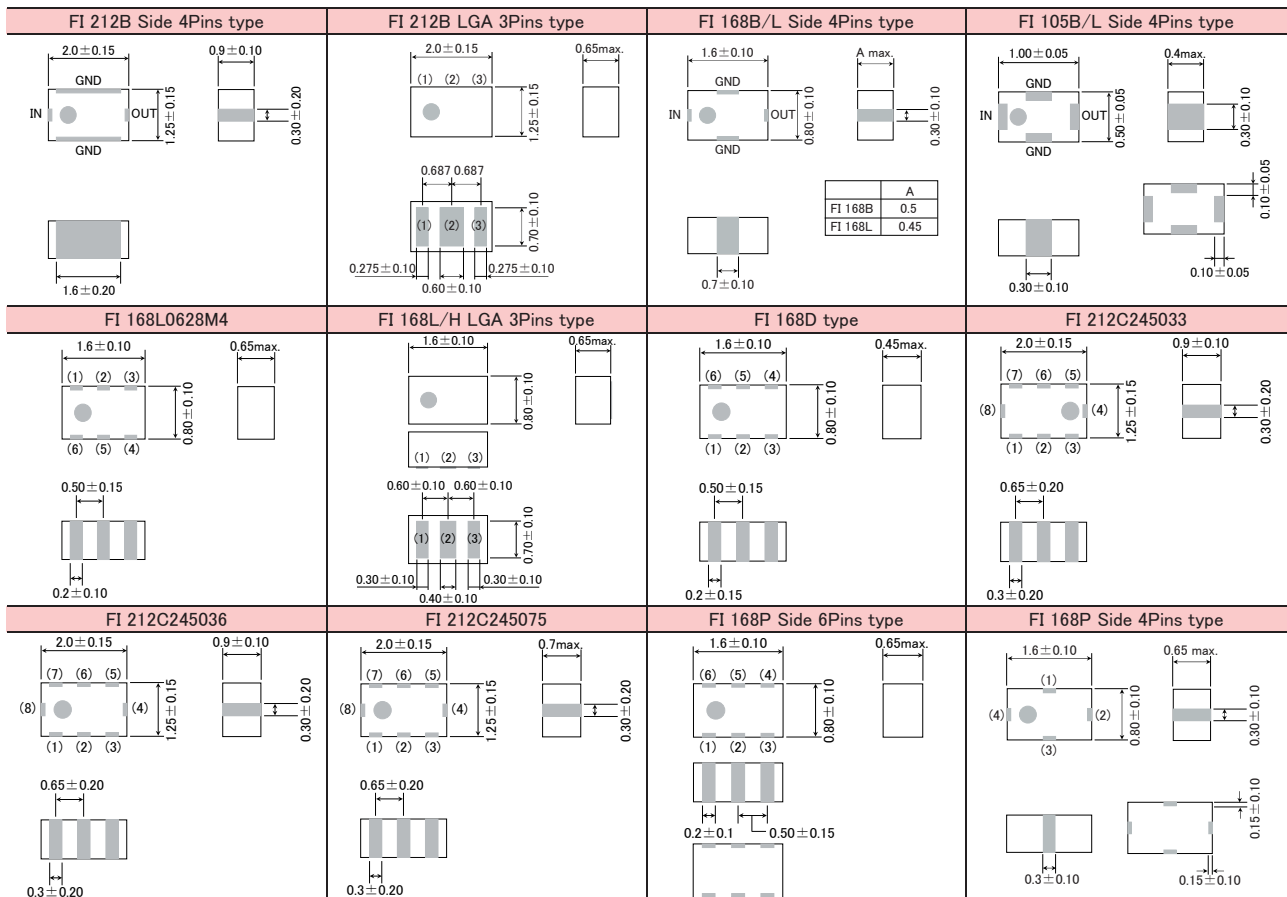 FI 212B Side 4Pins type
2.0±0.15
0.9±0.10
GND
IN
OUT
GND
1.25±0.15
0.30±0.20
1.6±0.20
FI 212B LGA 3Pins type
2.0±0.15
0.65max.
(1) (2) (3)
1.25±0.15
0.687 0.687
(1) (2) (3)
0.70±0.10
0.275±0.10 0.275±0.10
0.60±0.10
FI 168B/L Side 4Pins type
1.6±0.10
A max.
GND
IN
OUT
GND
0.80±0.10
0.30±0.10
A
FI 168B 0.5
FI 168L 0.45
0.7±0.10
FI 105B/L Side 4Pins type
1.00±0.05
0.4max.
GND
IN
OUT
GND
0.50±0.05
0.30±0.10
0.10±0.05
0.10±0.05
0.30±0.10
FI 168L0628M4
1.6±0.10
0.65max.
(1) (2) (3)
0.80±0.10
(6) (5) (4)
0.50±0.15
0.2±0.10
FI 168L/H LGA 3Pins type
1.6±0.10
0.65max.
0.80±0.10
(1) (2) (3)
0.60±0.10 0.60±0.10
(1) (2) (3)
0.70±0.10
0.30±0.10 0.30±0.10
0.40±0.10
FI 168D type
1.6±0.10
0.45max.
(6) (5) (4)
0.80±0.10
(1) (2) (3)
0.50±0.15
0.2±0.15
FI 212C245033
2.0±0.15
0.9±0.10
(7) (6) (5)
(8)
(4)
1.25±0.15
0.30±0.20
(1) (2) (3)
0.65±0.20
0.3±0.20
FI 212C245036
2.0±0.15
0.9±0.10
(7) (6) (5)
(8)
(4)
1.25±0.15
0.30±0.20
(1) (2) (3)
0.65±0.20
0.3±0.20
FI 212C245075
2.0±0.15
0.7max.
(7) (6) (5)
(8)
(4)
1.25±0.15
0.30±0.20
(1) (2) (3)
0.65±0.20
0.3±0.20
FI 168P Side 6Pins type
1.6±0.10
0.65max.
(6) (5) (4)
0.80±0.10
(1) (2) (3)
0.2±0.1
0.50±0.15
FI 168P Side 4Pins type
1.6±0.10
0.65 max.
(1)
(4)
(2)
(3)
0.80±0.10
0.30±0.10
0.15±0.10
0.3±0.10
0.15±0.10